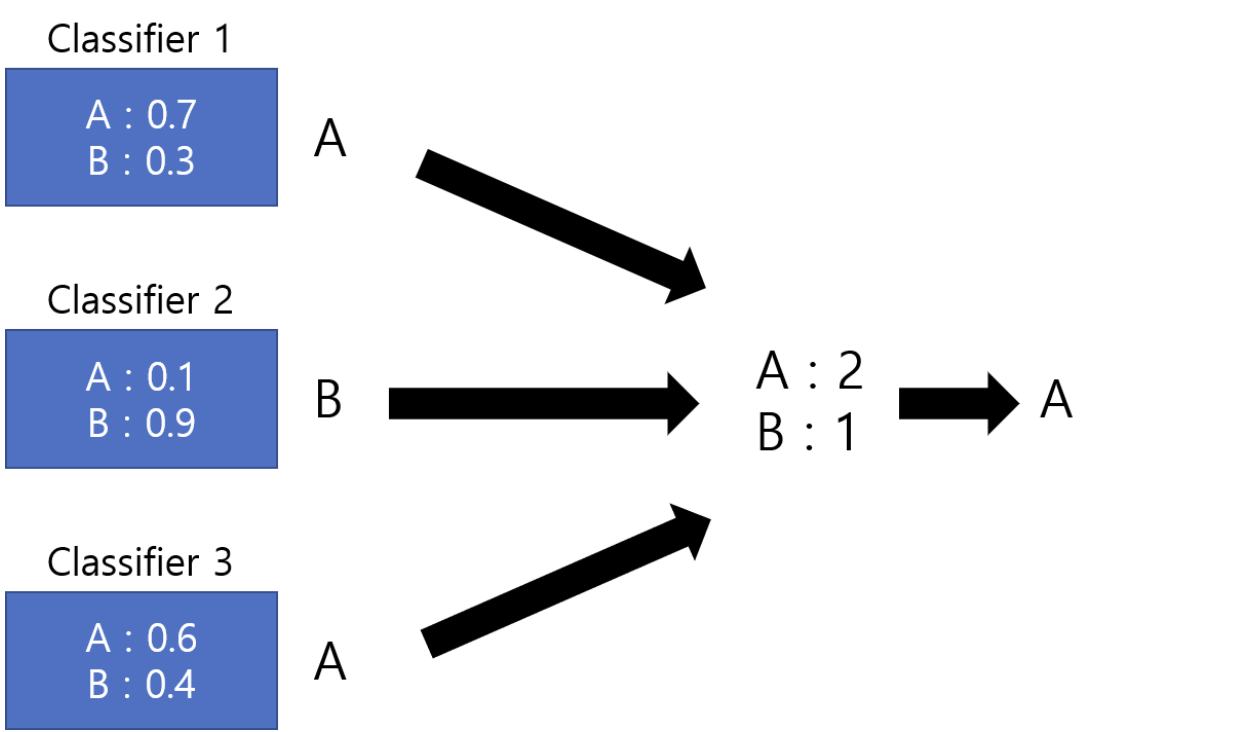 Classifier 1
A : 0.7
B : 0.3
A
Classifier 2
A : 0.1
B : 0.9
B
A : 2
B : 1
A
Classifier 3
A : 0.6
B : 0.4
A